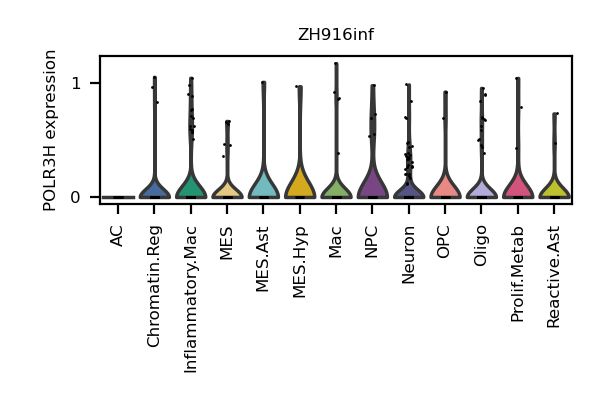 ZH916inf
POLR3H expression
1
0
AC
Chromatin.Reg
Inflammatory.Mac
MES
MES.Ast
MES.Hyp
Mac
NPC
Neuron
OPC
Oligo
Prolif.Metab
Reactive.Ast